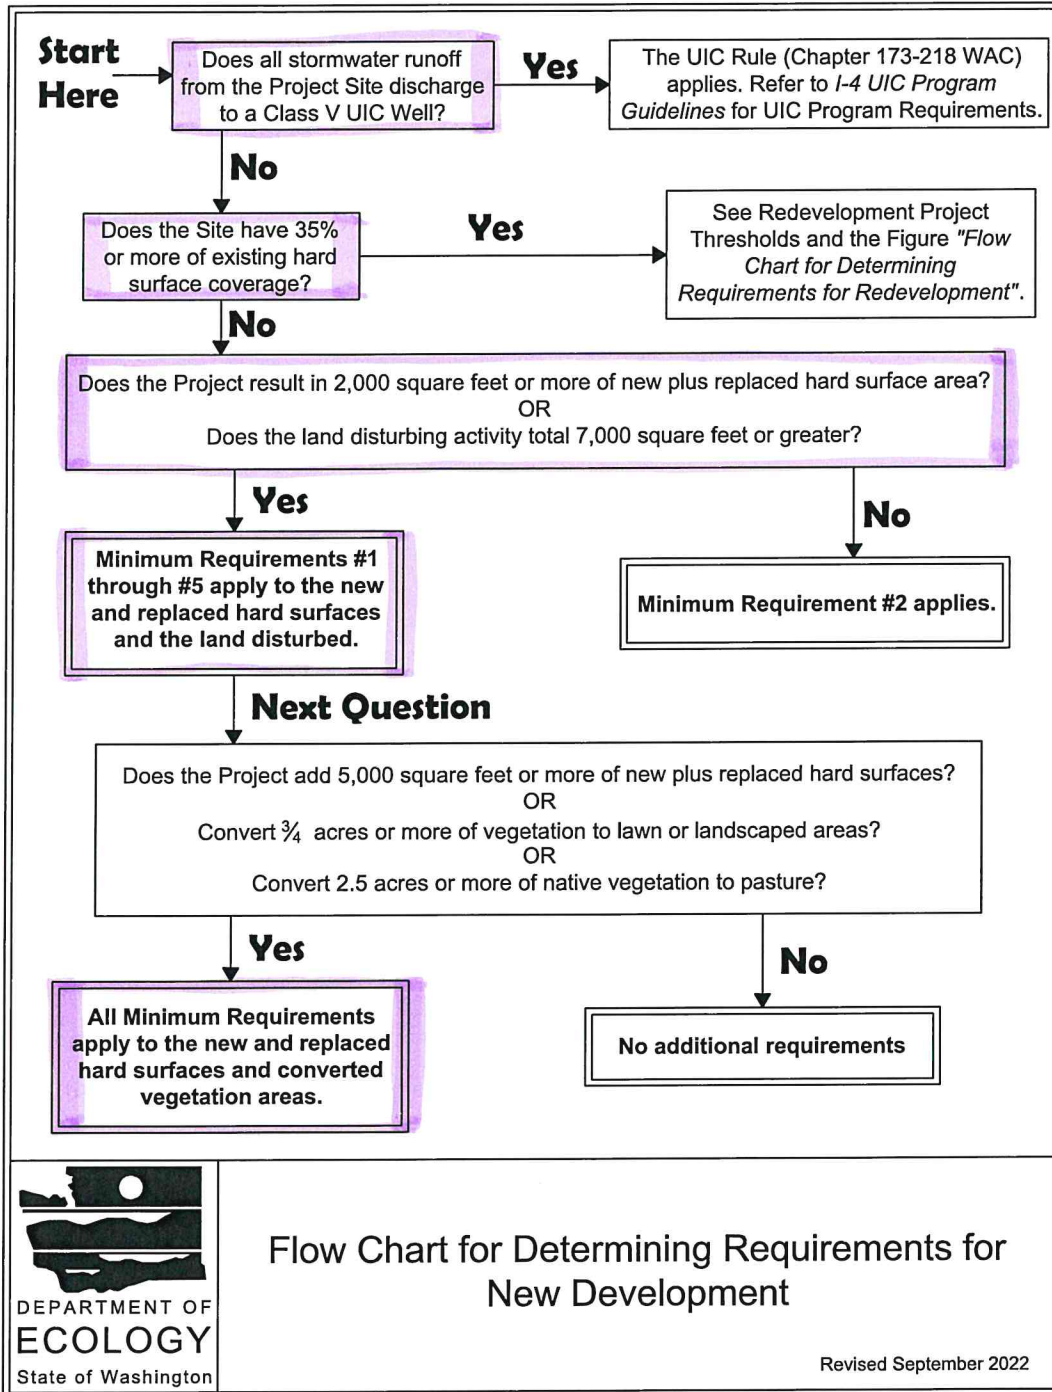 Start
Here
Does all stormwater runoff
from the Project Site discharge
to a Class V UIC Well?
Yes
The UIC Rule (Chapter 173-218 WAC)
applies. Refer to I-4 UIC Program
Guidelines for UIC Program Requirements.
No
Does the Site have 35%
or more of existing hard
surface coverage?
Yes
See Redevelopment Project
Thresholds and the Figure "Flow
Chart for Determining
Requirements for Redevelopment".
No
Does the Project result in 2,000 square feet or more of new plus replaced hard surface area?
OR
Does the land disturbing activity total 7,000 square feet or greater?
Yes
No
Minimum Requirements #1
through #5 apply to the new
and replaced hard surfaces
and the land disturbed.
Minimum Requirement #2 applies.
Next Question
Does the Project add 5,000 square feet or more of new plus replaced hard surfaces?
OR
Convert ¾ acres or more of vegetation to lawn or landscaped areas?
OR
Convert 2.5 acres or more of native vegetation to pasture?
Yes
No
All Minimum Requirements
apply to the new and replaced
hard surfaces and converted
vegetation areas.
No additional requirements
DEPARTMENT OF
ECOLOGY
State of Washington
Flow Chart for Determining Requirements for
New Development
Revised September 2022